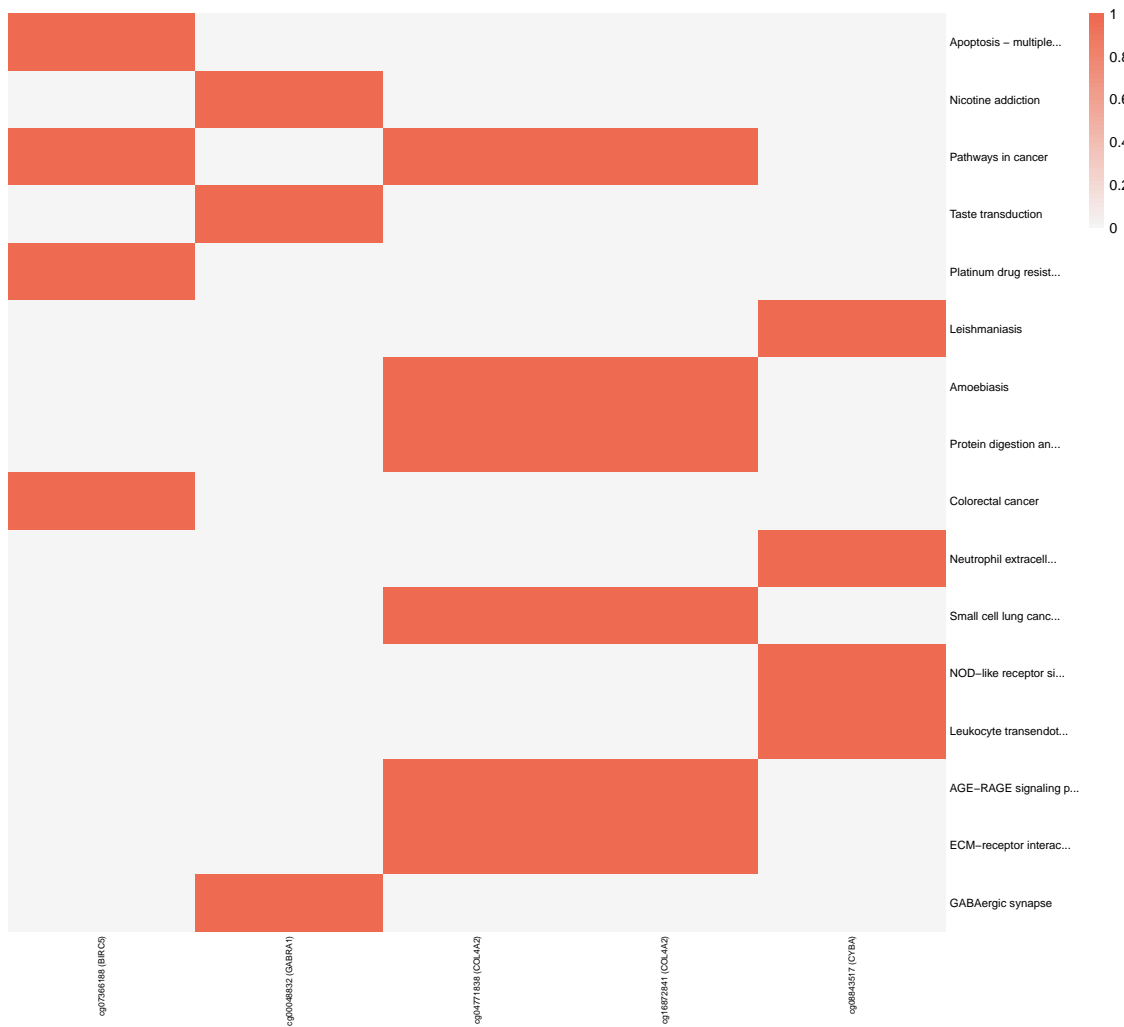 Apoptosis − multiple...
Nicotine addiction
Pathways in cancer
Taste transduction
Platinum drug resist...
Leishmaniasis
Amoebiasis
Protein digestion an...
Colorectal cancer
Neutrophil extracell...
Small cell lung canc...
NOD−like receptor si...
Leukocyte transendot...
AGE−RAGE signaling p...
ECM−receptor interac...
GABAergic synapse
1
0.8
0.6
0.4
0.2
0
cg07366188 (BIRC5)
cg00048832 (GABRA1)
cg04771838 (COL4A2)
cg16872841 (COL4A2)
cg08843517 (CYBA)